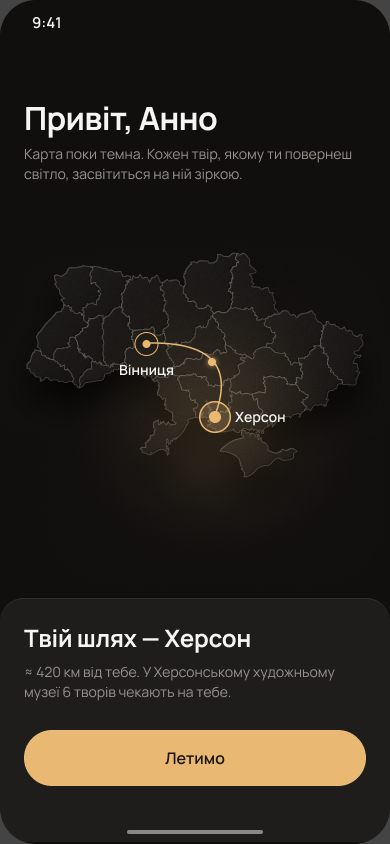 9:41
Привіт, Анно
Карта поки темна. Кожен твір, якому ти повернеш
світло, засвітиться на ній зіркою.
Вінниця
Херсон
Твій шлях — Херсон
≈ 420 км від тебе. У Херсонському художньому
музеї 6 творів чекають на тебе.
Летимо